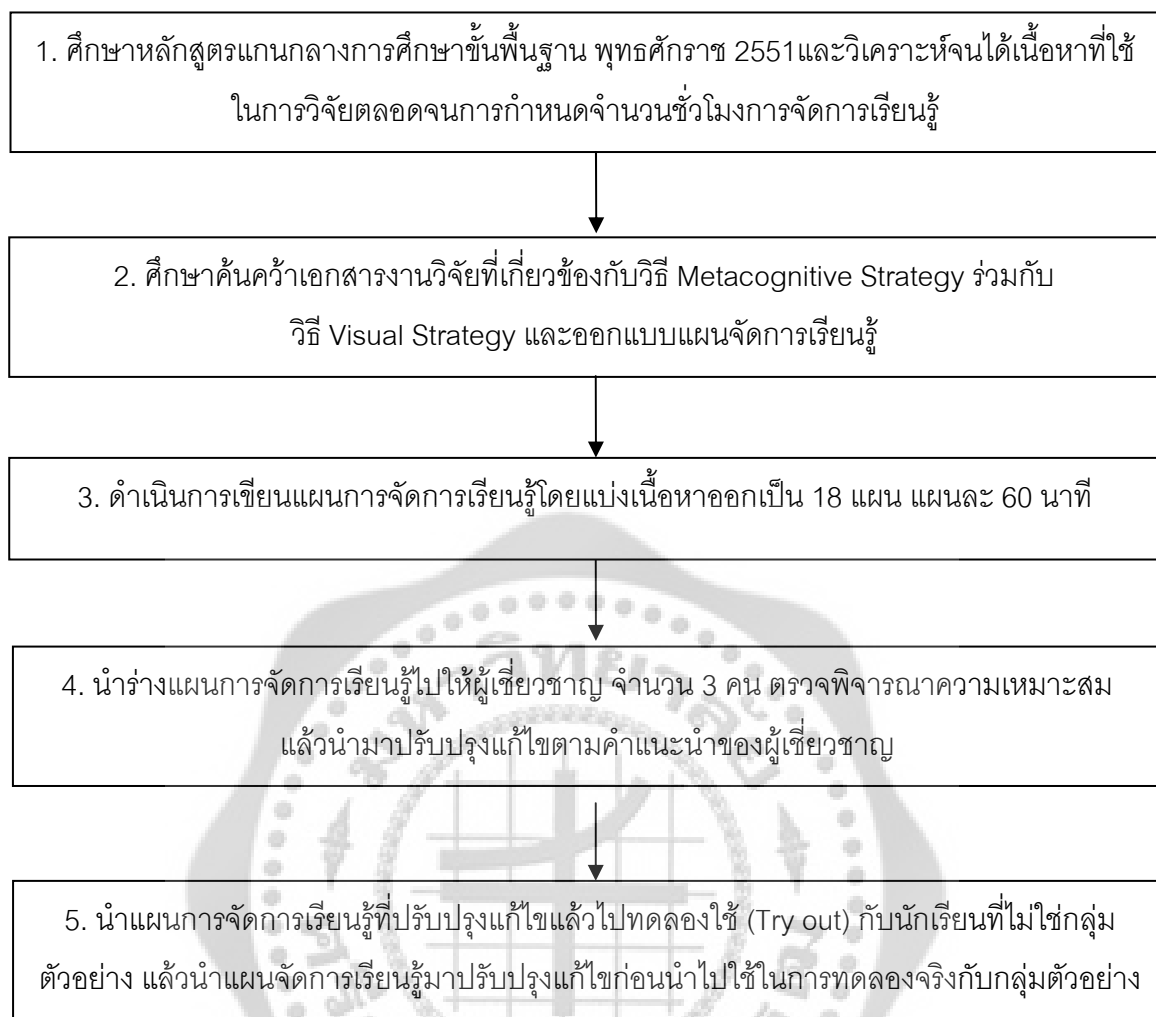 1. ศึกษาหลักสูตรแกนกลางการศึกษาขั้นพื้นฐาน พุทธศักราช 2551และวิเคราะห์จนได้เนื้อหาที่ใช้
ในการวิจัยตลอดจนการกำหนดจำนวนชั่วโมงการจัดการเรียนรู้
2. ศึกษาค้นคว้าเอกสารงานวิจัยที่เกี่ยวข้องกับวิธี Metacognitive Strategy ร่วมกับ
วิธี Visual Strategy และออกแบบแผนจัดการเรียนรู้
3. ดำเนินการเขียนแผนการจัดการเรียนรู้โดยแบ่งเนื้อหาออกเป็น 18 แผน แผนละ 60 นาที
4. นำร่างแผนการจัดการเรียนรู้ไปให้ผู้เชี่ยวชาญ จำนวน 3 คน ตรวจพิจารณาความเหมาะสม
แล้วนำมาปรับปรุงแก้ไขตามคำแนะนำของผู้เชี่ยวชาญ
5. นำแผนการจัดการเรียนรู้ที่ปรับปรุงแก้ไขแล้วไปทดลองใช้ (Try out) กับนักเรียนที่ไม่ใช่กลุ่ม
ตัวอย่าง แล้วนำแผนจัดการเรียนรู้มาปรับปรุงแก้ไขก่อนนำไปใช้ในการทดลองจริงกับกลุ่มตัวอย่าง